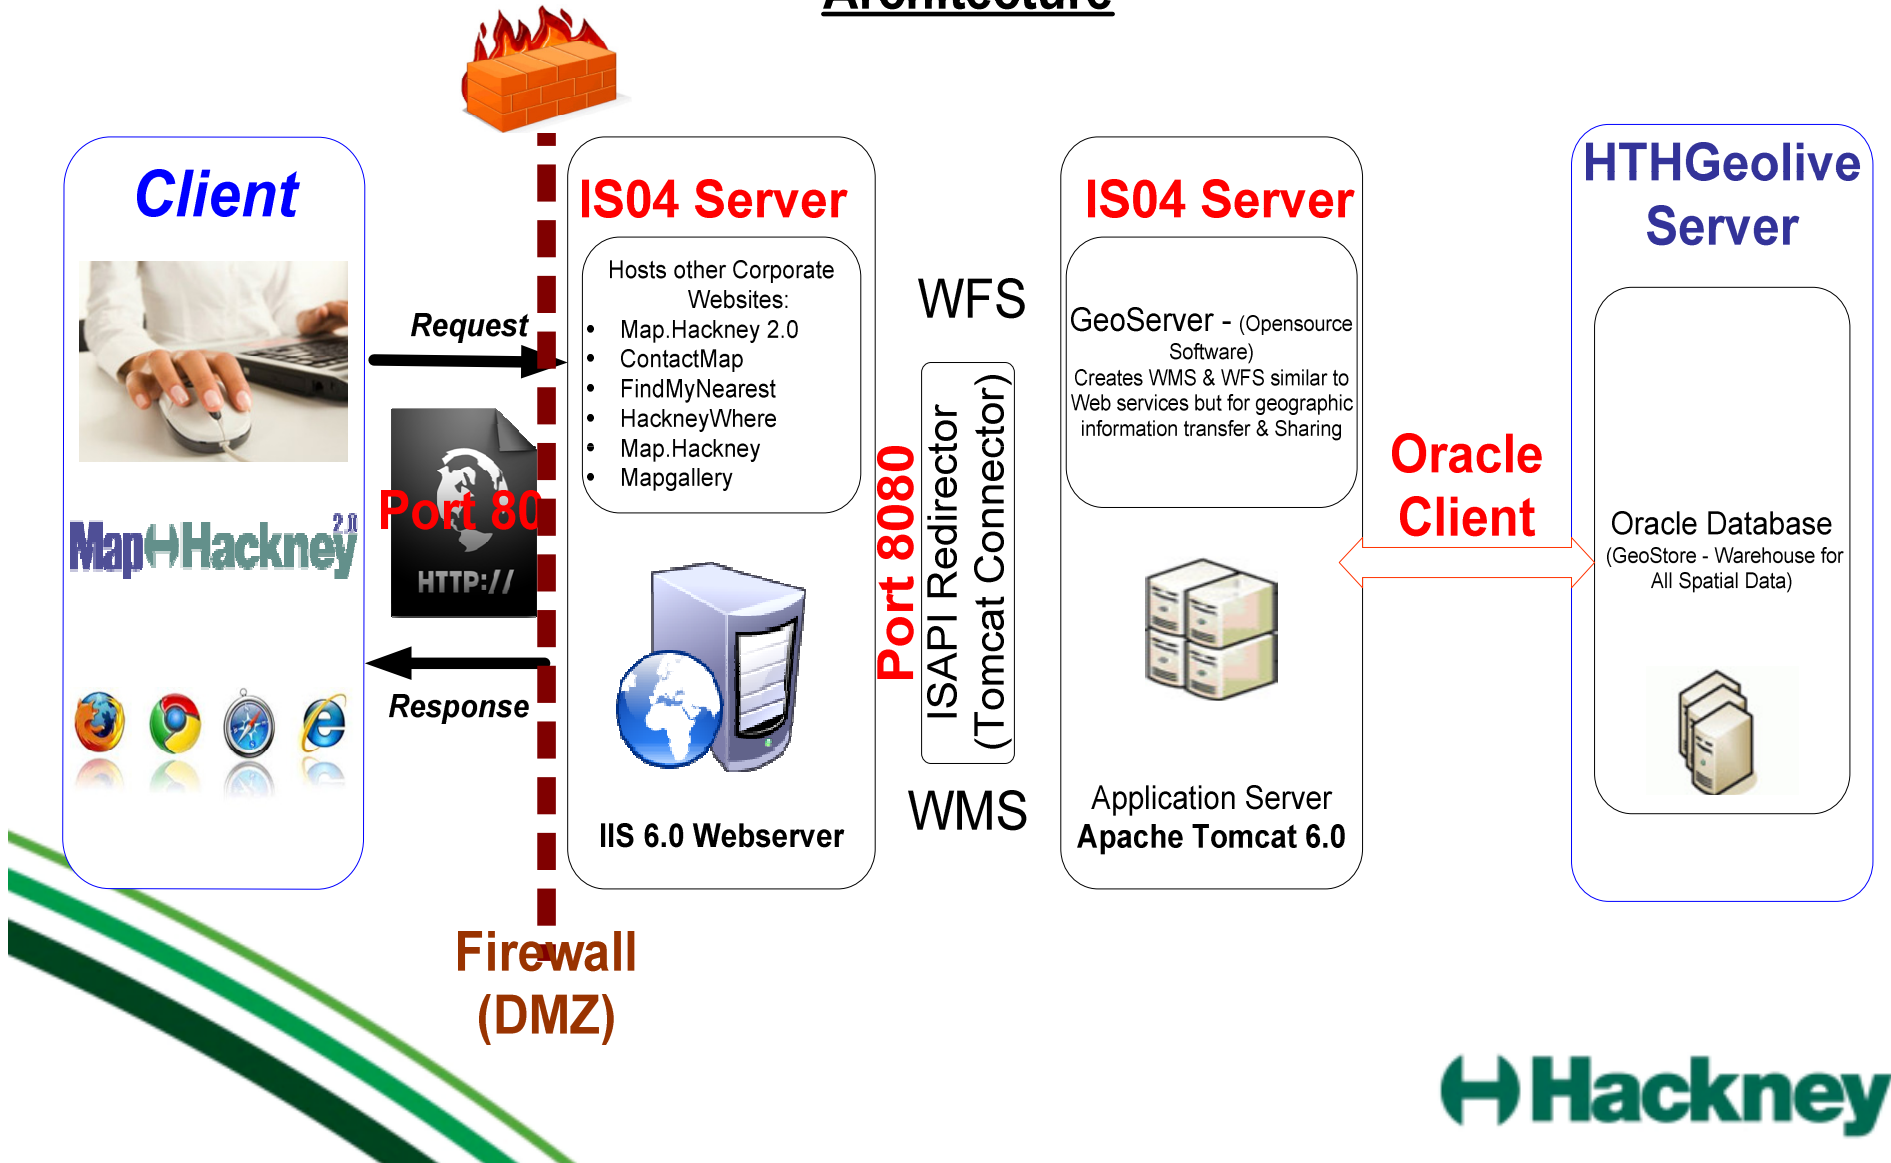 Architecture
Client
Map Hackney 2.0
Request
Port 80
HTTP://
Response
Firewall
(DMZ)
IS04 Server
Hosts other Corporate
Websites:
• Map.Hackney 2.0
• ContactMap
• FindMyNearest
• HackneyWhere
• Map.Hackney
• Mapgallery
IIS 6.0 Webserver
WFS
Port 8080
ISAPI Redirector
(Tomcat Connector)
WMS
IS04 Server
GeoServer - (Opensource
Software)
Creates WMS & WFS similar to
Web services but for geographic
information transfer & Sharing
Application Server
Apache Tomcat 6.0
Oracle
Client
HTHGeolive
Server
Oracle Database
(GeoStore - Warehouse for
All Spatial Data)
Hackney